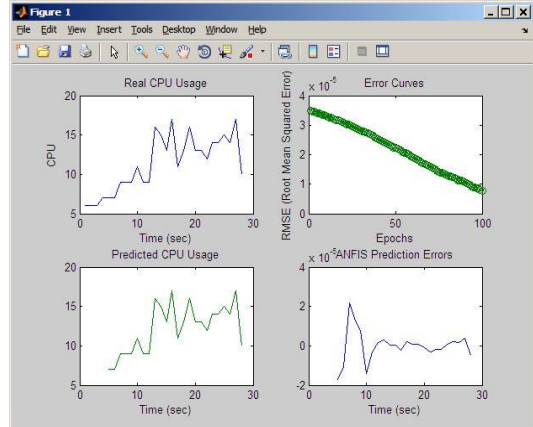 Figure 1
File Edit View Insert Tools Desktop Window Help
Real CPU Usage
20
15
10
5
CPU
0 10 20 30
Time (sec)
x 10^-5
Error Curves
4
3
2
1
0
RMSE (Root Mean Squared Error)
0 50 100
Epochs
Predicted CPU Usage
20
15
10
5
0 10 20 30
Time (sec)
x 10^-5
ANFIS Prediction Errors
4
2
0
-2
0 10 20 30
Time (sec)